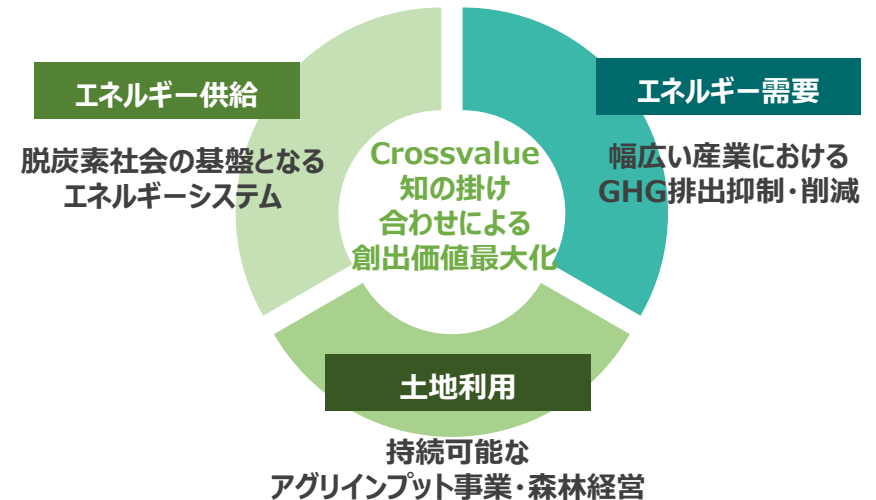 エネルギー供給
脱炭素社会の基盤となる
エネルギーシステム
エネルギー需要
幅広い産業における
GHG排出抑制・削減
Crossvalue
知の掛け
合わせによる
創出価値最大化
土地利用
持続可能な
アグリインプット事業・森林経営